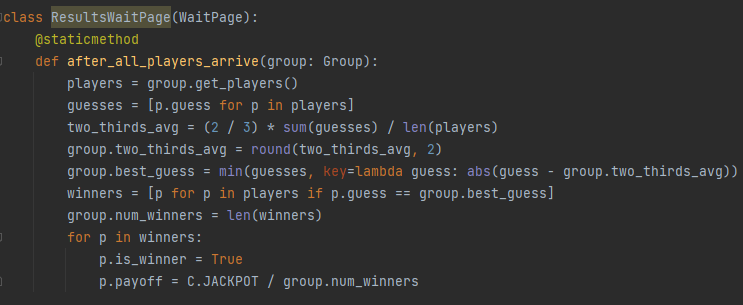 class ResultsWaitPage(WaitPage):
    @staticmethod
    def after_all_players_arrive(group: Group):
        players = group.get_players()
        guesses = [p.guess for p in players]
        two_thirds_avg = (2 / 3) * sum(guesses) / len(players)
        group.two_thirds_avg = round(two_thirds_avg, 2)
        group.best_guess = min(guesses, key=lambda guess: abs(guess - group.two_thirds_avg))
        winners = [p for p in players if p.guess == group.best_guess]
        group.num_winners = len(winners)
        for p in winners:
            p.is_winner = True
            p.payoff = C.JACKPOT / group.num_winners